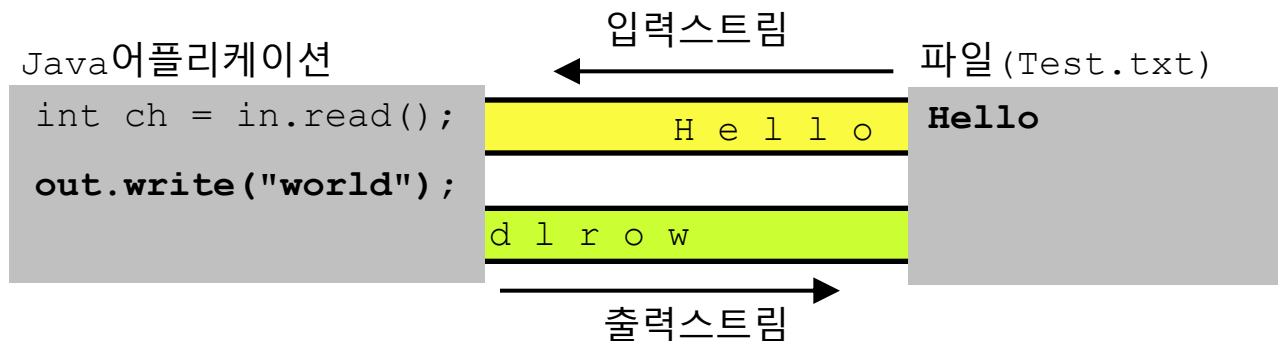 입력스트림
Java어플리케이션
파일(Test.txt)
int ch = in.read();
H e l l o
Hello
out.write("world");
d l r o w
출력스트림